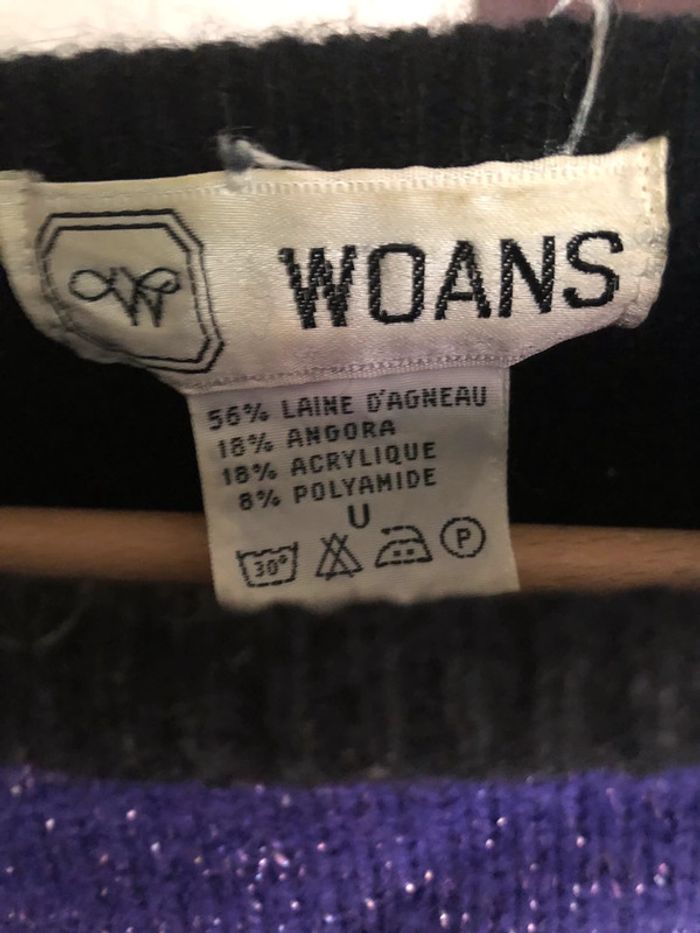 W
WOANS
56% LAINE D'AGNEAU
18% ANGORA
18% ACRYLIQUE
8% POLYAMIDE
U
30° P